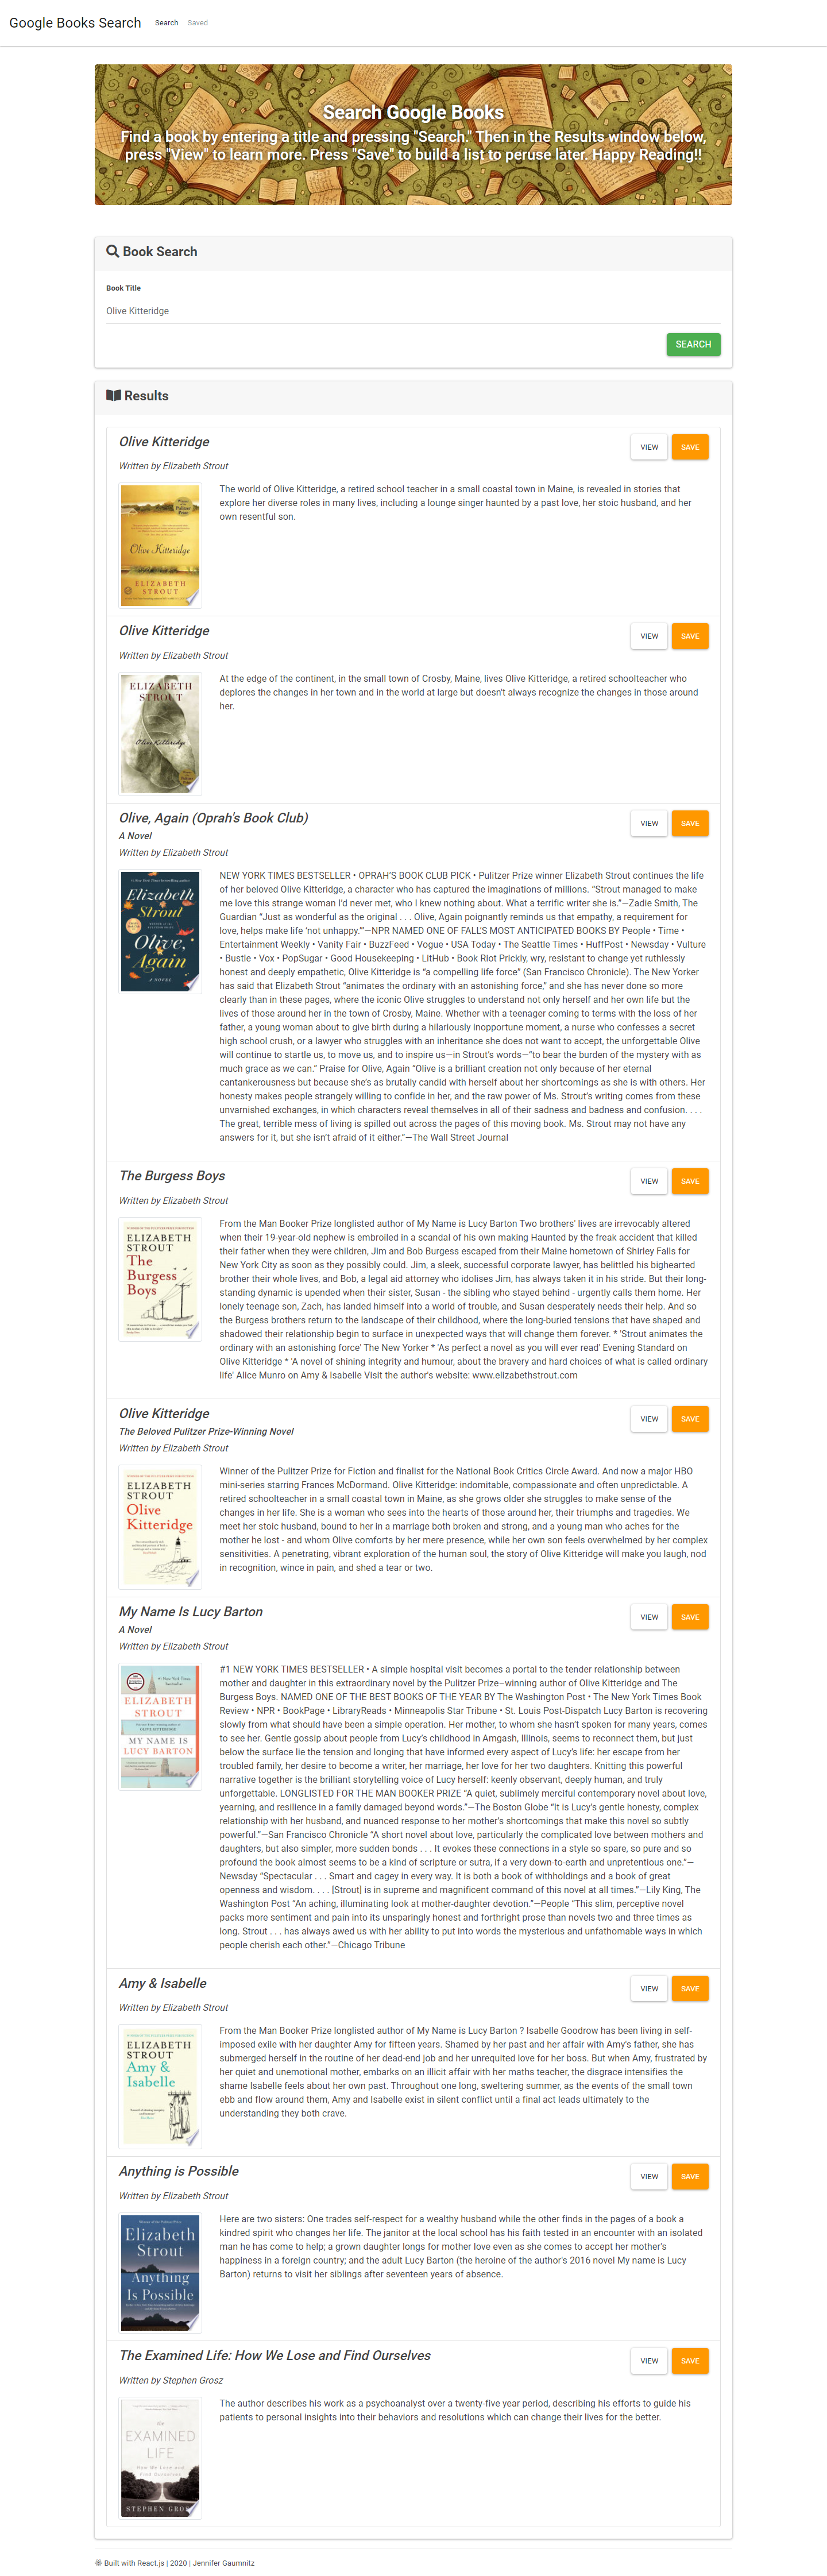 Google Books Search Search Saved
Search Google Books
Find a book by entering a title and pressing "Search." Then in the Results window below,
press "View" to learn more. Press "Save" to build a list to peruse later. Happy Reading!!
Book Search
Book Title
Olive Kitteridge
SEARCH
Results
Olive Kitteridge
VIEW SAVE
Written by Elizabeth Strout
Olive Kitteridge
ELIZABETH
STROUT
The world of Olive Kitteridge, a retired school teacher in a small coastal town in Maine, is revealed in stories that
explore her diverse roles in many lives, including a lounge singer haunted by a past love, her stoic husband, and her
own resentful son.
Olive Kitteridge
VIEW SAVE
Written by Elizabeth Strout
ELIZABETH
STROUT
Olive Kitteridge
At the edge of the continent, in the small town of Crosby, Maine, lives Olive Kitteridge, a retired schoolteacher who
deplores the changes in her town and in the world at large but doesn't always recognize the changes in those around
her.
Olive, Again (Oprah's Book Club)
VIEW SAVE
A Novel
Written by Elizabeth Strout
Elizabeth
Strout
Olive,
Again
A NOVEL
NEW YORK TIMES BESTSELLER • OPRAH'S BOOK CLUB PICK • Pulitzer Prize winner Elizabeth Strout continues the life
of her beloved Olive Kitteridge, a character who has captured the imaginations of millions. “Strout managed to make
me love this strange woman I’d never met, who I knew nothing about. What a terrific writer she is.”—Zadie Smith, The
Guardian “Just as wonderful as the original . . . Olive, Again poignantly reminds us that empathy, a requirement for
love, helps make life ‘not unhappy.’”—NPR NAMED ONE OF FALL’S MOST ANTICIPATED BOOKS BY People • Time •
Entertainment Weekly • Vanity Fair • BuzzFeed • Vogue • USA Today • The Seattle Times • HuffPost • Newsday • Vulture
• Bustle • Vox • PopSugar • Good Housekeeping • LitHub • Book Riot Prickly, wry, resistant to change yet ruthlessly
honest and deeply empathetic, Olive Kitteridge is “a compelling life force” (San Francisco Chronicle). The New Yorker
has said that Elizabeth Strout “animates the ordinary with an astonishing force,” and she has never done so more
clearly than in these pages, where the iconic Olive struggles to understand not only herself and her own life but the
lives of those around her in the town of Crosby, Maine. Whether with a teenager coming to terms with the loss of her
father, a young woman about to give birth during a hilariously inopportune moment, a nurse who confesses a secret
high school crush, or a lawyer who struggles with an inheritance she does not want to accept, the unforgettable Olive
will continue to startle us, to move us, and to inspire us—in Strout’s words—“to bear the burden of the mystery with as
much grace as we can.” Praise for Olive, Again “Olive is a brilliant creation not only because of her eternal
cantankerousness but because she’s as brutally candid with herself about her shortcomings as she is with others. Her
honesty makes people strangely willing to confide in her, and the raw power of Ms. Strout’s writing comes from these
unvarnished exchanges, in which characters reveal themselves in all of their sadness and badness and confusion. . . .
The great, terrible mess of living is spilled out across the pages of this moving book. Ms. Strout may not have any
answers for it, but she isn’t afraid of it either.”—The Wall Street Journal
The Burgess Boys
VIEW SAVE
Written by Elizabeth Strout
ELIZABETH
STROUT
The
Burgess
Boys
From the Man Booker Prize longlisted author of My Name is Lucy Barton Two brothers' lives are irrevocably altered
when their 19-year-old nephew is embroiled in a scandal of his own making Haunted by the freak accident that killed
their father when they were children, Jim and Bob Burgess escaped from their Maine hometown of Shirley Falls for
New York City as soon as they possibly could. Jim, a sleek, successful corporate lawyer, has belittled his bighearted
brother their whole lives, and Bob, a legal aid attorney who idolises Jim, has always taken it in his stride. But their long-
standing dynamic is upended when their sister, Susan - the sibling who stayed behind - urgently calls them home. Her
lonely teenage son, Zach, has landed himself into a world of trouble, and Susan desperately needs their help. And so
the Burgess brothers return to the landscape of their childhood, where the long-buried tensions that have shaped and
shadowed their relationship begin to surface in unexpected ways that will change them forever. * 'Strout animates the
ordinary with an astonishing force' The New Yorker * 'As perfect a novel as you will ever read' Evening Standard on
Olive Kitteridge * 'A novel of shining integrity and humour, about the bravery and hard choices of what is called ordinary
life' Alice Munro on Amy & Isabelle Visit the author's website: www.elizabethstrout.com
Olive Kitteridge
VIEW SAVE
The Beloved Pulitzer Prize-Winning Novel
Written by Elizabeth Strout
ELIZABETH
STROUT
Olive
Kitteridge
Winner of the Pulitzer Prize for Fiction and finalist for the National Book Critics Circle Award. And now a major HBO
mini-series starring Frances McDormand. Olive Kitteridge: indomitable, compassionate and often unpredictable. A
retired schoolteacher in a small coastal town in Maine, as she grows older she struggles to make sense of the
changes in her life. She is a woman who sees into the hearts of those around her, their triumphs and tragedies. We
meet her stoic husband, bound to her in a marriage both broken and strong, and a young man who aches for the
mother he lost - and whom Olive comforts by her mere presence, while her own son feels overwhelmed by her complex
sensitivities. A penetrating, vibrant exploration of the human soul, the story of Olive Kitteridge will make you laugh, nod
in recognition, wince in pain, and shed a tear or two.
My Name Is Lucy Barton
VIEW SAVE
A Novel
Written by Elizabeth Strout
ELIZABETH
STROUT
MY NAME IS
LUCY BARTON
#1 NEW YORK TIMES BESTSELLER • A simple hospital visit becomes a portal to the tender relationship between
mother and daughter in this extraordinary novel by the Pulitzer Prize–winning author of Olive Kitteridge and The
Burgess Boys. NAMED ONE OF THE BEST BOOKS OF THE YEAR BY The Washington Post • The New York Times Book
Review • NPR • BookPage • LibraryReads • Minneapolis Star Tribune • St. Louis Post-Dispatch Lucy Barton is recovering
slowly from what should have been a simple operation. Her mother, to whom she hasn’t spoken for many years, comes
to see her. Gentle gossip about people from Lucy’s childhood in Amgash, Illinois, seems to reconnect them, but just
below the surface lie the tension and longing that have informed every aspect of Lucy’s life: her escape from her
troubled family, her desire to become a writer, her marriage, her love for her two daughters. Knitting this powerful
narrative together is the brilliant storytelling voice of Lucy herself: keenly observant, deeply human, and truly
unforgettable. LONGLISTED FOR THE MAN BOOKER PRIZE “A quiet, sublimely merciful contemporary novel about love,
yearning, and resilience in a family damaged beyond words.”—The Boston Globe “It is Lucy’s gentle honesty, complex
relationship with her husband, and nuanced response to her mother’s shortcomings that make this novel so subtly
powerful.”—San Francisco Chronicle “A short novel about love, particularly the complicated love between mothers and
daughters, but also simpler, more sudden bonds . . . It evokes these connections in a style so spare, so pure and so
profound the book almost seems to be a kind of scripture or sutra, if a very down-to-earth and unpretentious one.”—
Newsday “Spectacular . . . Smart and cagey in every way. It is both a book of withholdings and a book of great
openness and wisdom. . . . [Strout] is in supreme and magnificent command of this novel at all times.”—Lily King, The
Washington Post “An aching, illuminating look at mother-daughter devotion.”—People “This slim, perceptive novel
packs more sentiment and pain into its unsparingly honest and forthright prose than novels two and three times as
long. Strout . . . has always awed us with her ability to put into words the mysterious and unfathomable ways in which
people cherish each other.”—Chicago Tribune
Amy & Isabelle
VIEW SAVE
Written by Elizabeth Strout
ELIZABETH
STROUT
Amy &
Isabelle
From the Man Booker Prize longlisted author of My Name is Lucy Barton ? Isabelle Goodrow has been living in self-
imposed exile with her daughter Amy for fifteen years. Shamed by her past and her affair with Amy's father, she has
submerged herself in the routine of her dead-end job and her unrequited love for her boss. But when Amy, frustrated by
her quiet and unemotional mother, embarks on an illicit affair with her maths teacher, the disgrace intensifies the
shame Isabelle feels about her own past. Throughout one long, sweltering summer, as the events of the small town
ebb and flow around them, Amy and Isabelle exist in silent conflict until a final act leads ultimately to the
understanding they both crave.
Anything is Possible
VIEW SAVE
Written by Elizabeth Strout
Elizabeth
Strout
Anything
Is Possible
Here are two sisters: One trades self-respect for a wealthy husband while the other finds in the pages of a book a
kindred spirit who changes her life. The janitor at the local school has his faith tested in an encounter with an isolated
man he has come to help; a grown daughter longs for mother love even as she comes to accept her mother's
happiness in a foreign country; and the adult Lucy Barton (the heroine of the author's 2016 novel My name is Lucy
Barton) returns to visit her siblings after seventeen years of absence.
The Examined Life: How We Lose and Find Ourselves
VIEW SAVE
Written by Stephen Grosz
the
EXAMINED
LIFE
How We Lose and
Find Ourselves
STEPHEN GROS
The author describes his work as a psychoanalyst over a twenty-five year period, describing his efforts to guide his
patients to personal insights into their behaviors and resolutions which can change their lives for the better.
Built with React.js | 2020 | Jennifer Gaumnitz